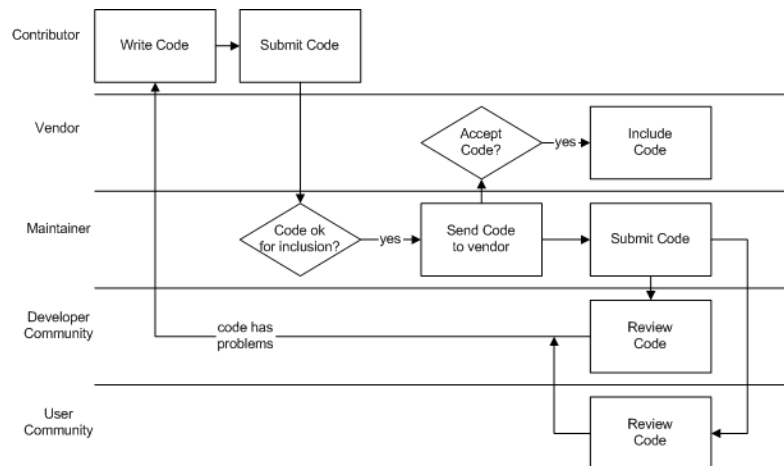 Contributor
Write Code
Submit Code
Vendor
Accept
Code?
yes
Include
Code
Maintainer
Code ok
for inclusion?
yes
Send Code
to vendor
Submit Code
Developer
Community
code has
problems
Review
Code
User
Community
Review
Code